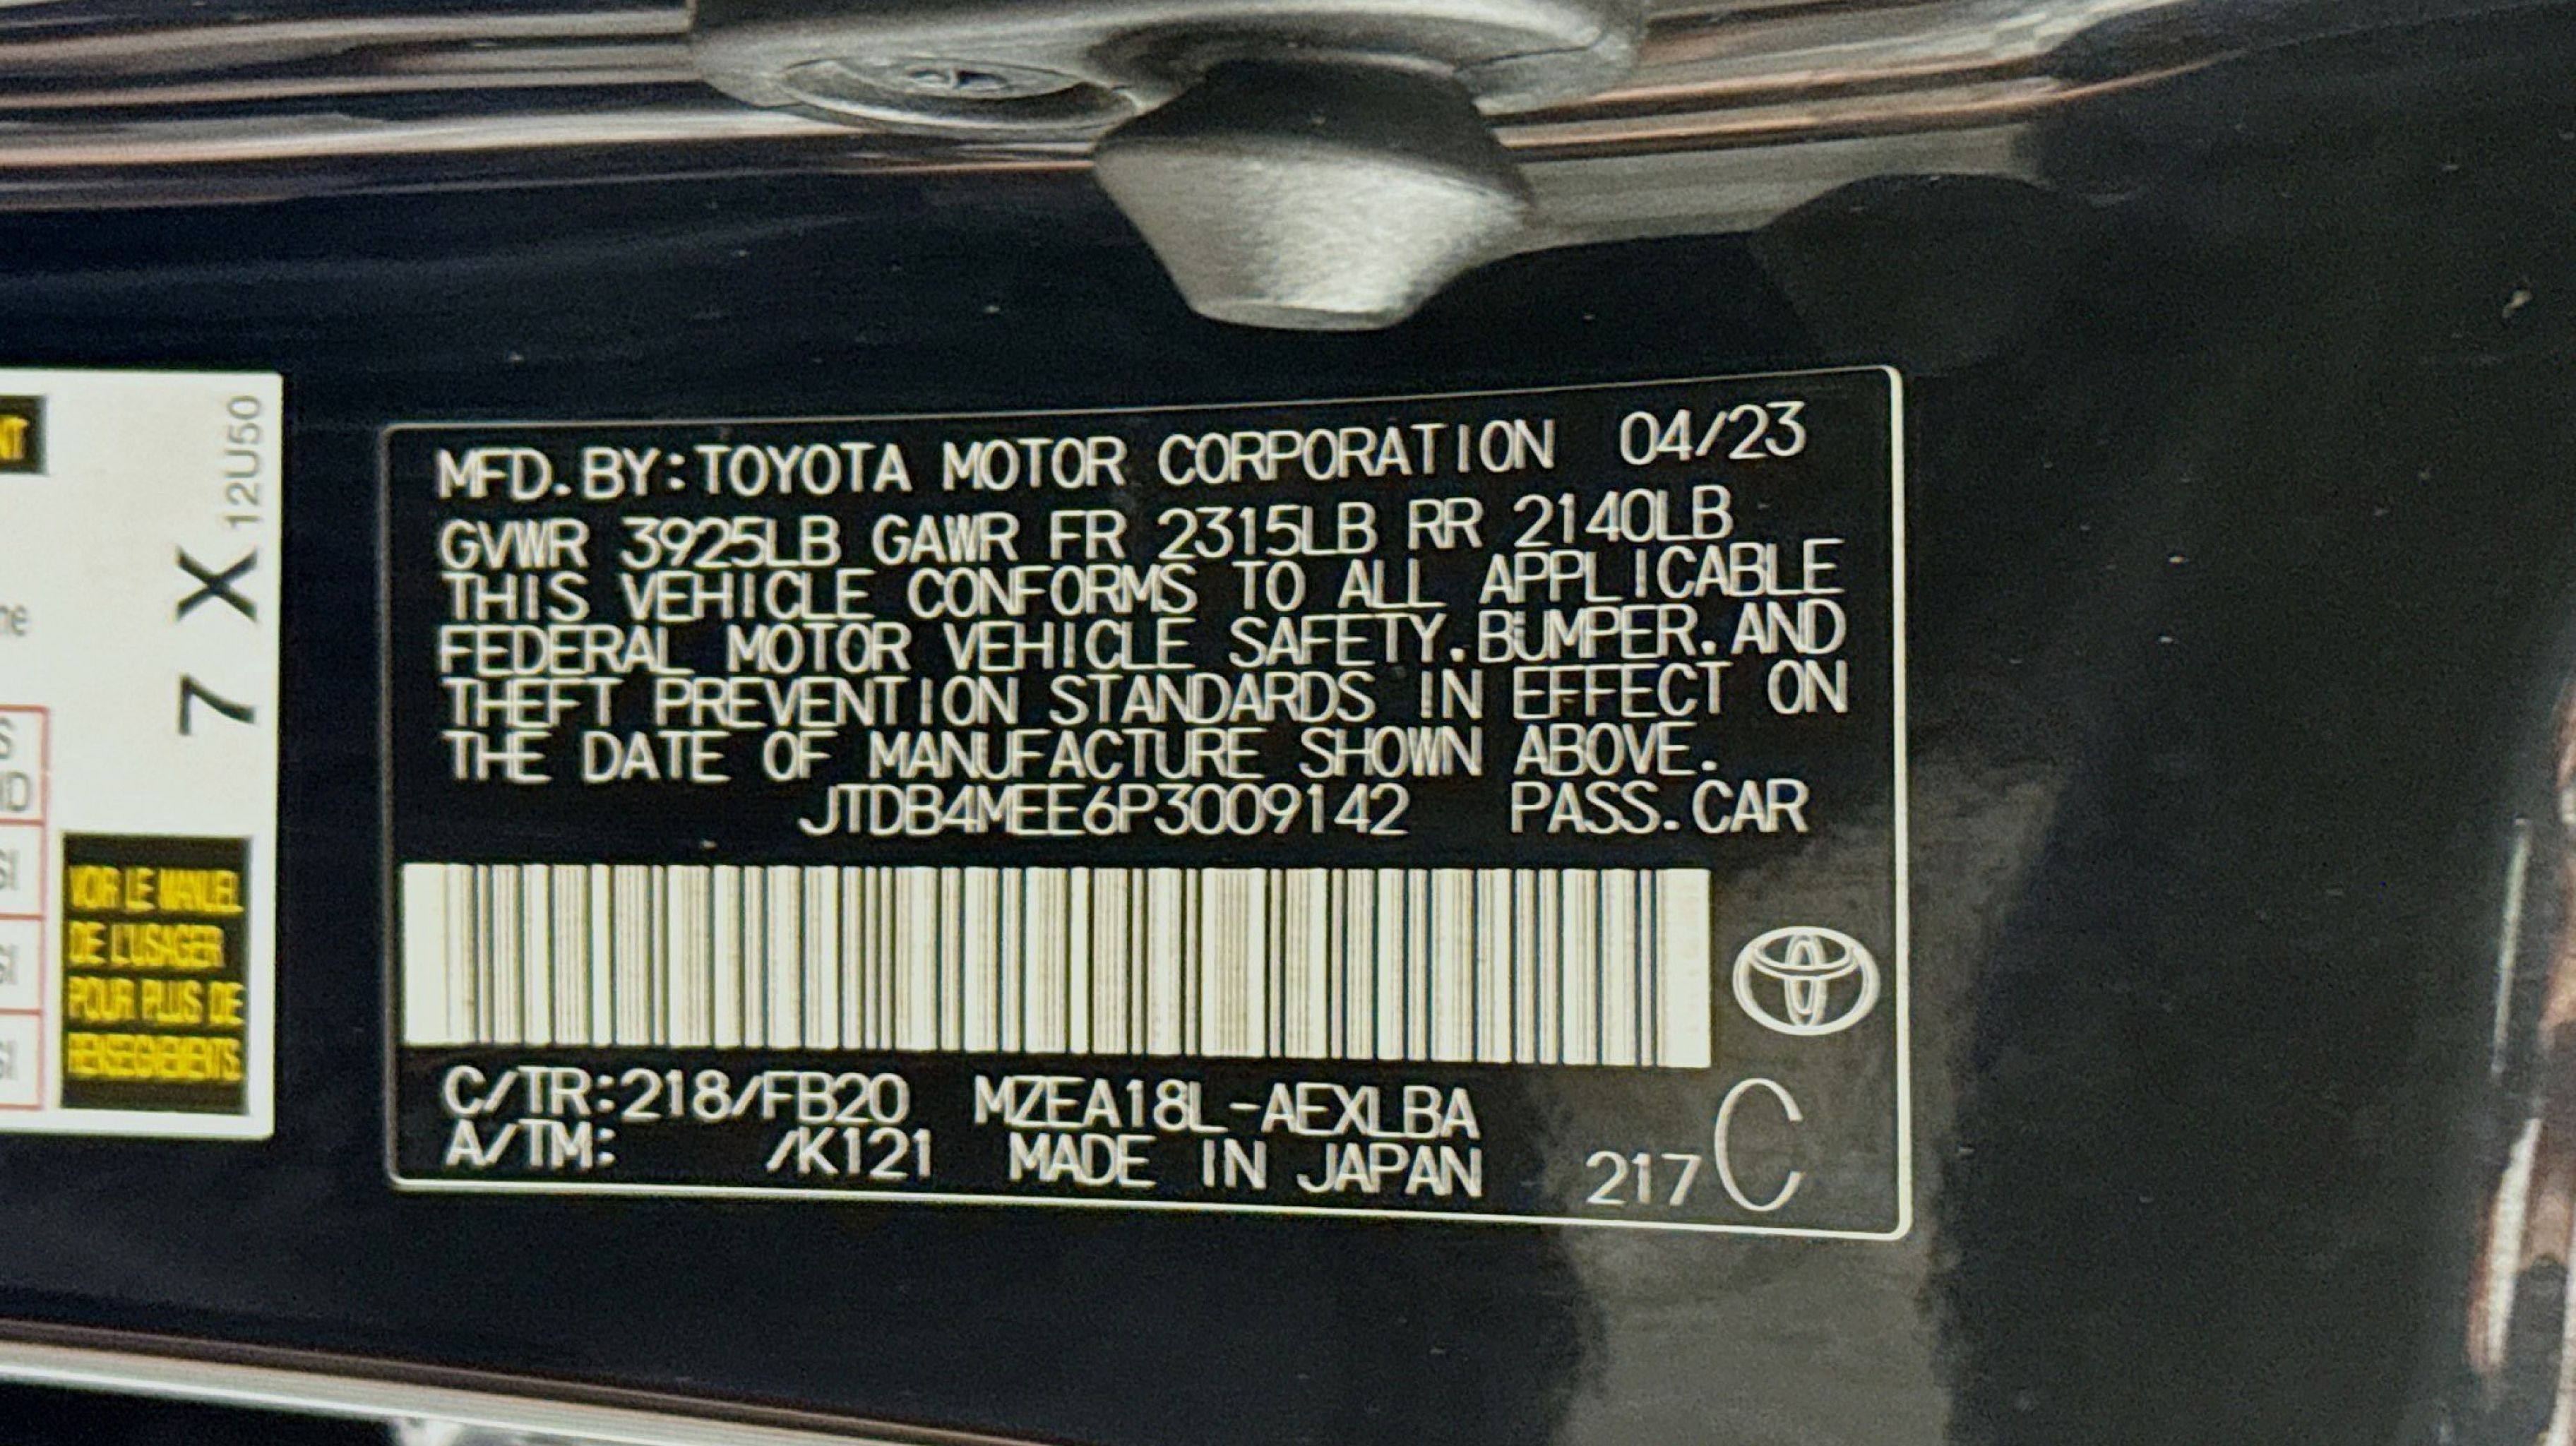 MFD.BY:TOYOTA MOTOR CORPORATION 04/23
GVWR 3925LB GAWR FR 2315LB RR 2140LB
THIS VEHICLE CONFORMS TO ALL APPLICABLE
FEDERAL MOTOR VEHICLE SAFETY.BUMPER.AND
THEFT PREVENTION STANDARDS IN EFFECT ON
THE DATE OF MANUFACTURE SHOWN ABOVE.
JTDB4MEE6P3009142 PASS.CAR
C/TR:218/FB20 MZEA18L-AEXLBA
A/TM: /K121 MADE IN JAPAN 217 C
7X 12U50
VOIR LE MANUEL
DE L'USAGER
POUR PLUS DE
RENSEIGNEMENTS